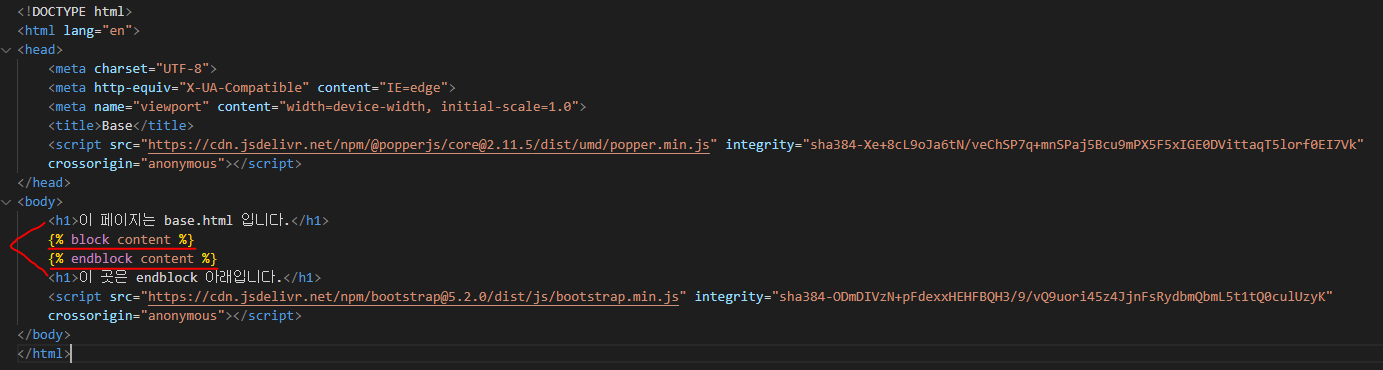 <!DOCTYPE html>
<html lang="en">
<head>
    <meta charset="UTF-8">
    <meta http-equiv="X-UA-Compatible" content="IE=edge">
    <meta name="viewport" content="width=device-width, initial-scale=1.0">
    <title>Base</title>
    <script src="https://cdn.jsdelivr.net/npm/@popperjs/core@2.11.5/dist/umd/popper.min.js" integrity="sha384-Xe+8cL9oJa6tN/veChSP7q+mnSPaj5Bcu9mPX5F5xIGE0DVittaqT5lorf0EI7Vk"
    crossorigin="anonymous"></script>
</head>
<body>
    <h1>이 페이지는 base.html 입니다.</h1>
    {% block content %}
    {% endblock content %}
    <h1>이 곳은 endblock 아래입니다.</h1>
    <script src="https://cdn.jsdelivr.net/npm/bootstrap@5.2.0/dist/js/bootstrap.min.js" integrity="sha384-ODmDIVzN+pFdexxHEHFBQH3/9/vQ9uori45z4JjnFsRydbmQbmL5t1tQ0culUzyK"
    crossorigin="anonymous"></script>
</body>
</html>